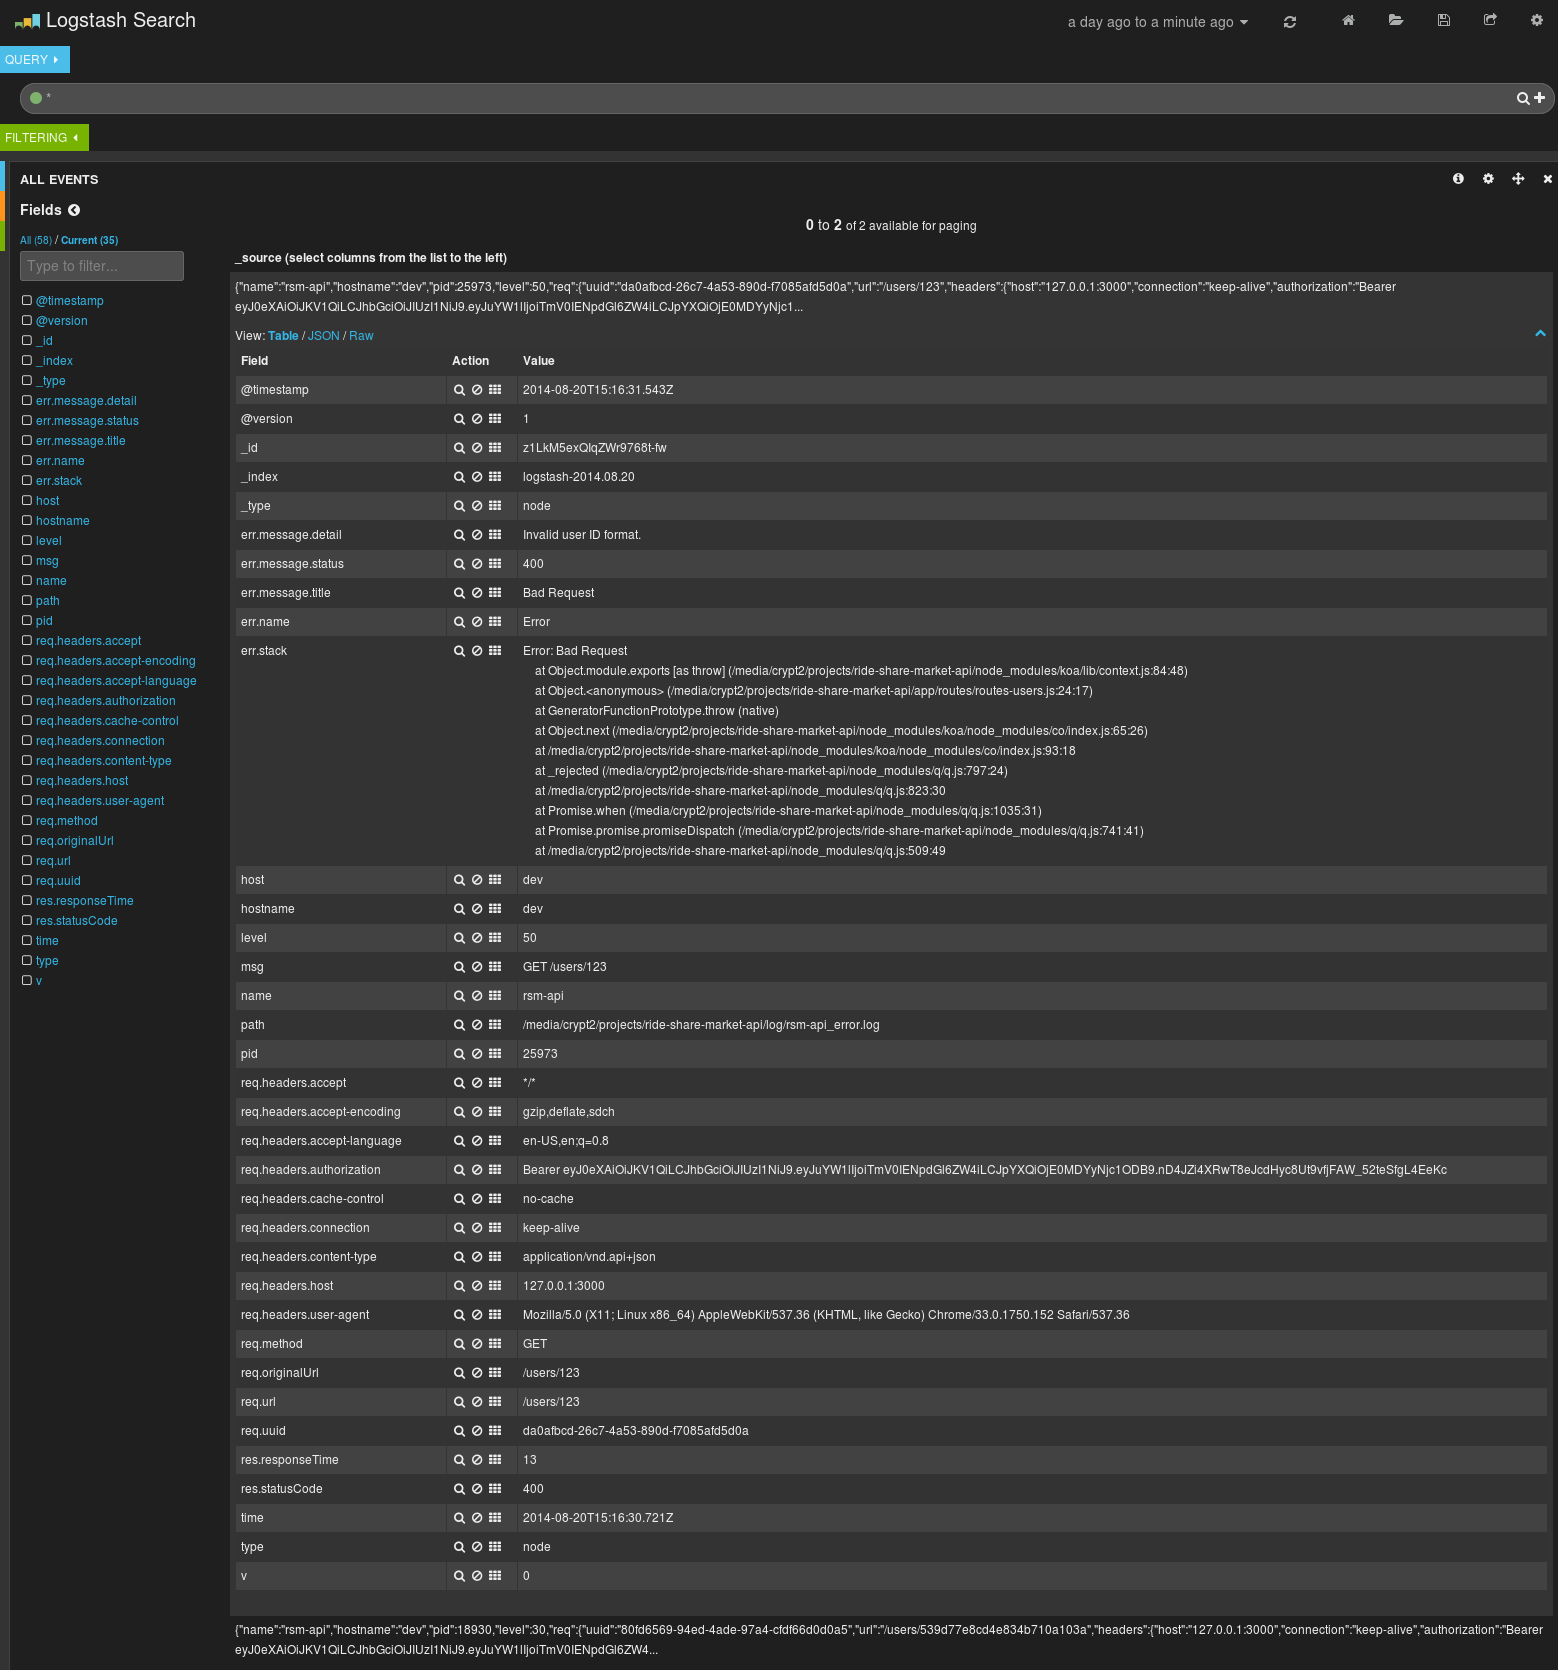 Logstash Search
a day ago to a minute ago
QUERY
*
FILTERING
ALL EVENTS
Fields
All (58) / Current (35)
Type to filter...
@timestamp
@version
_id
_index
_type
err.message.detail
err.message.status
err.message.title
err.name
err.stack
host
hostname
level
msg
name
path
pid
req.headers.accept
req.headers.accept-encoding
req.headers.accept-language
req.headers.authorization
req.headers.cache-control
req.headers.connection
req.headers.content-type
req.headers.host
req.headers.user-agent
req.method
req.originalUrl
req.url
req.uuid
res.responseTime
res.statusCode
time
type
v
0 to 2 of 2 available for paging
_source (select columns from the list to the left)
{"name":"rsm-api","hostname":"dev","pid":25973,"level":50,"req":{"uuid":"da0afbcd-26c7-4a53-890d-f7085afd5d0a","url":"/users/123","headers":{"host":"127.0.0.1:3000","connection":"keep-alive","authorization":"Bearer
eyJ0eXAiOiJKV1QiLCJhbGciOiJIUzI1NiJ9.eyJuYW1lIjoiTmV0IENpdGl6ZW4iLCJpYXQiOjE0MDYyNjc1...
View: Table / JSON / Raw
Field Action Value
@timestamp 2014-08-20T15:16:31.543Z
@version 1
_id z1LkM5exQIqZWr9768t-fw
_index logstash-2014.08.20
_type node
err.message.detail Invalid user ID format.
err.message.status 400
err.message.title Bad Request
err.name Error
err.stack Error: Bad Request
at Object.module.exports [as throw] (/media/crypt2/projects/ride-share-market-api/node_modules/koa/lib/context.js:84:48)
at Object.<anonymous> (/media/crypt2/projects/ride-share-market-api/app/routes/routes-users.js:24:17)
at GeneratorFunctionPrototype.throw (native)
at Object.next (/media/crypt2/projects/ride-share-market-api/node_modules/koa/node_modules/co/index.js:65:26)
at /media/crypt2/projects/ride-share-market-api/node_modules/koa/node_modules/co/index.js:93:18
at _rejected (/media/crypt2/projects/ride-share-market-api/node_modules/q/q.js:797:24)
at /media/crypt2/projects/ride-share-market-api/node_modules/q/q.js:823:30
at Promise.when (/media/crypt2/projects/ride-share-market-api/node_modules/q/q.js:1035:31)
at Promise.promise.promiseDispatch (/media/crypt2/projects/ride-share-market-api/node_modules/q/q.js:741:41)
at /media/crypt2/projects/ride-share-market-api/node_modules/q/q.js:509:49
host dev
hostname dev
level 50
msg GET /users/123
name rsm-api
path /media/crypt2/projects/ride-share-market-api/log/rsm-api_error.log
pid 25973
req.headers.accept */*
req.headers.accept-encoding gzip,deflate,sdch
req.headers.accept-language en-US,en;q=0.8
req.headers.authorization Bearer eyJ0eXAiOiJKV1QiLCJhbGciOiJIUzI1NiJ9.eyJuYW1lIjoiTmV0IENpdGl6ZW4iLCJpYXQiOjE0MDYyNjc1ODB9.nD4JZi4XRwT8eJcdHyc8Ut9vfjFAW_52teSfgL4EeKc
req.headers.cache-control no-cache
req.headers.connection keep-alive
req.headers.content-type application/vnd.api+json
req.headers.host 127.0.0.1:3000
req.headers.user-agent Mozilla/5.0 (X11; Linux x86_64) AppleWebKit/537.36 (KHTML, like Gecko) Chrome/33.0.1750.152 Safari/537.36
req.method GET
req.originalUrl /users/123
req.url /users/123
req.uuid da0afbcd-26c7-4a53-890d-f7085afd5d0a
res.responseTime 13
res.statusCode 400
time 2014-08-20T15:16:30.721Z
type node
v 0
{"name":"rsm-api","hostname":"dev","pid":18930,"level":30,"req":{"uuid":"80fd6569-94ed-4ade-97a4-cfdf66d0d0a5","url":"/users/539d77e8cd4e834b710a103a","headers":{"host":"127.0.0.1:3000","connection":"keep-alive","authorization":"Bearer
eyJ0eXAiOiJKV1QiLCJhbGciOiJIUzI1NiJ9.eyJuYW1lIjoiTmV0IENpdGl6ZW4...